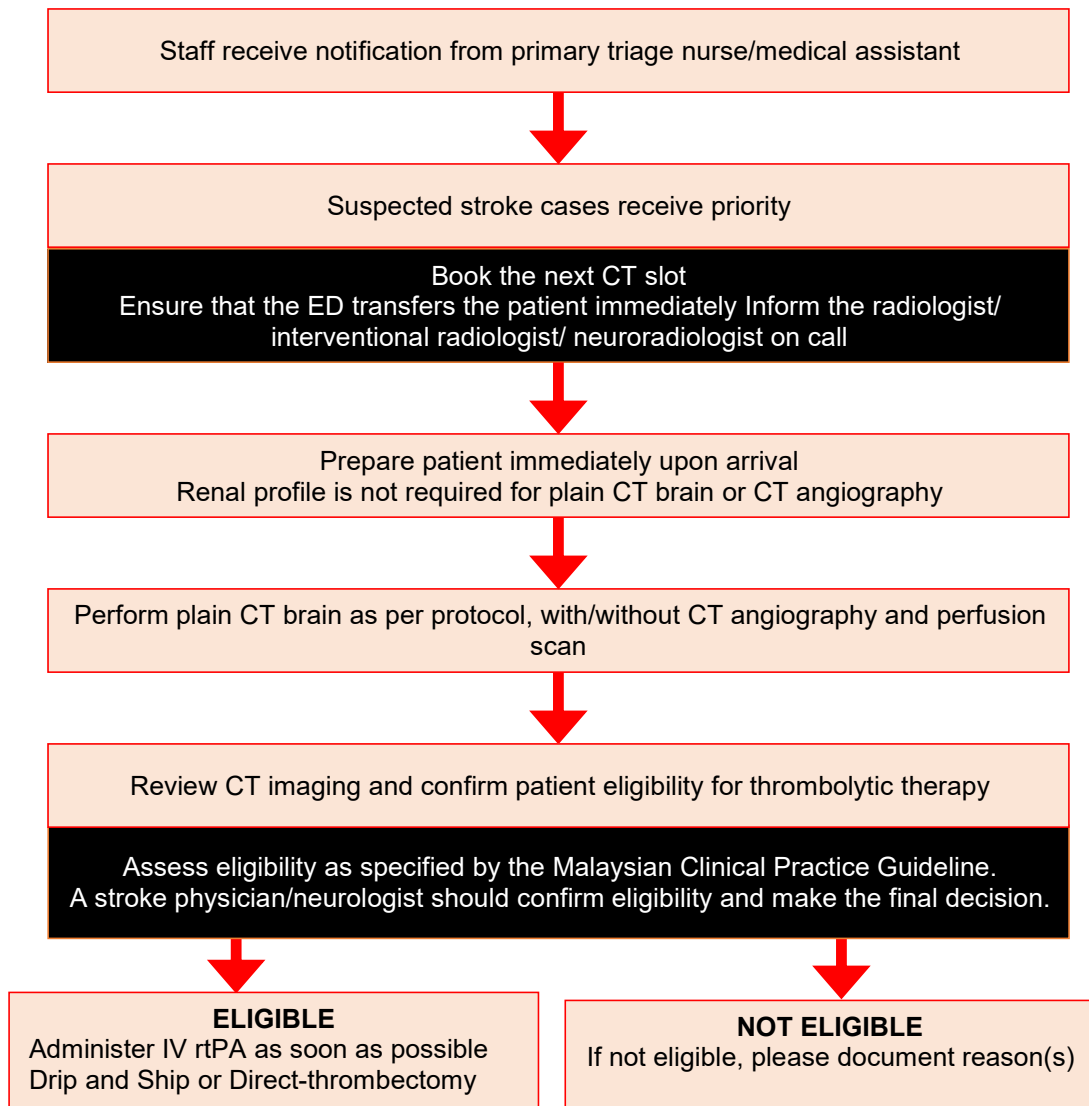 Staff receive notification from primary triage nurse/medical assistant
Suspected stroke cases receive priority
Book the next CT slot
Ensure that the ED transfers the patient immediately Inform the radiologist/
interventional radiologist/ neuroradiologist on call
Prepare patient immediately upon arrival
Renal profile is not required for plain CT brain or CT angiography
Perform plain CT brain as per protocol, with/without CT angiography and perfusion
scan
Review CT imaging and confirm patient eligibility for thrombolytic therapy
Assess eligibility as specified by the Malaysian Clinical Practice Guideline.
A stroke physician/neurologist should confirm eligibility and make the final decision.
ELIGIBLE
Administer IV rtPA as soon as possible
Drip and Ship or Direct-thrombectomy
NOT ELIGIBLE
If not eligible, please document reason(s)